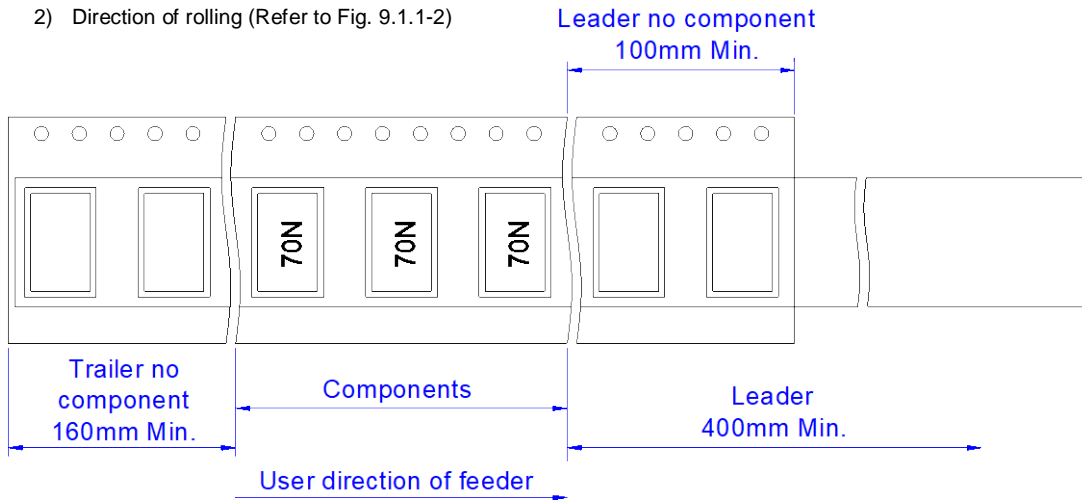 2) Direction of rolling (Refer to Fig. 9.1.1-2)
Leader no component
100mm Min.
70N
70N
70N
Trailer no
component
160mm Min.
Components
Leader
400mm Min.
User direction of feeder